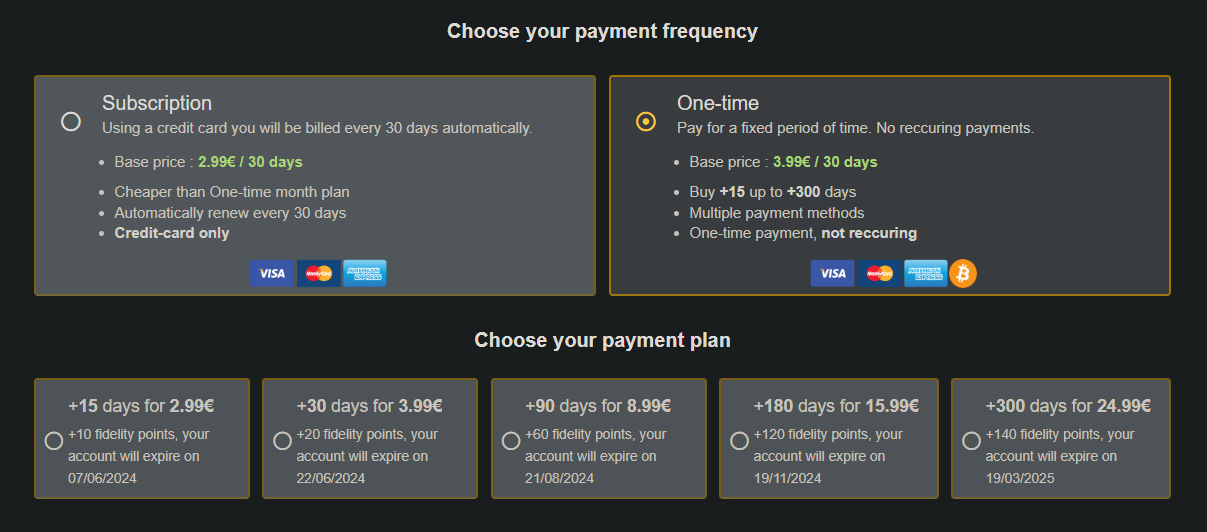 Choose your payment frequency
Subscription
Using a credit card you will be billed every 30 days automatically.
Base price : 2.99€ / 30 days
Cheaper than One-time month plan
Automatically renew every 30 days
Credit-card only
VISA MasterCard AMERICAN EXPRESS
One-time
Pay for a fixed period of time. No reccuring payments.
Base price : 3.99€ / 30 days
Buy +15 up to +300 days
Multiple payment methods
One-time payment, not reccuring
VISA MasterCard AMERICAN EXPRESS
Choose your payment plan
+15 days for 2.99€
+10 fidelity points, your
account will expire on
07/06/2024
+30 days for 3.99€
+20 fidelity points, your
account will expire on
22/06/2024
+90 days for 8.99€
+60 fidelity points, your
account will expire on
21/08/2024
+180 days for 15.99€
+120 fidelity points, your
account will expire on
19/11/2024
+300 days for 24.99€
+140 fidelity points, your
account will expire on
19/03/2025